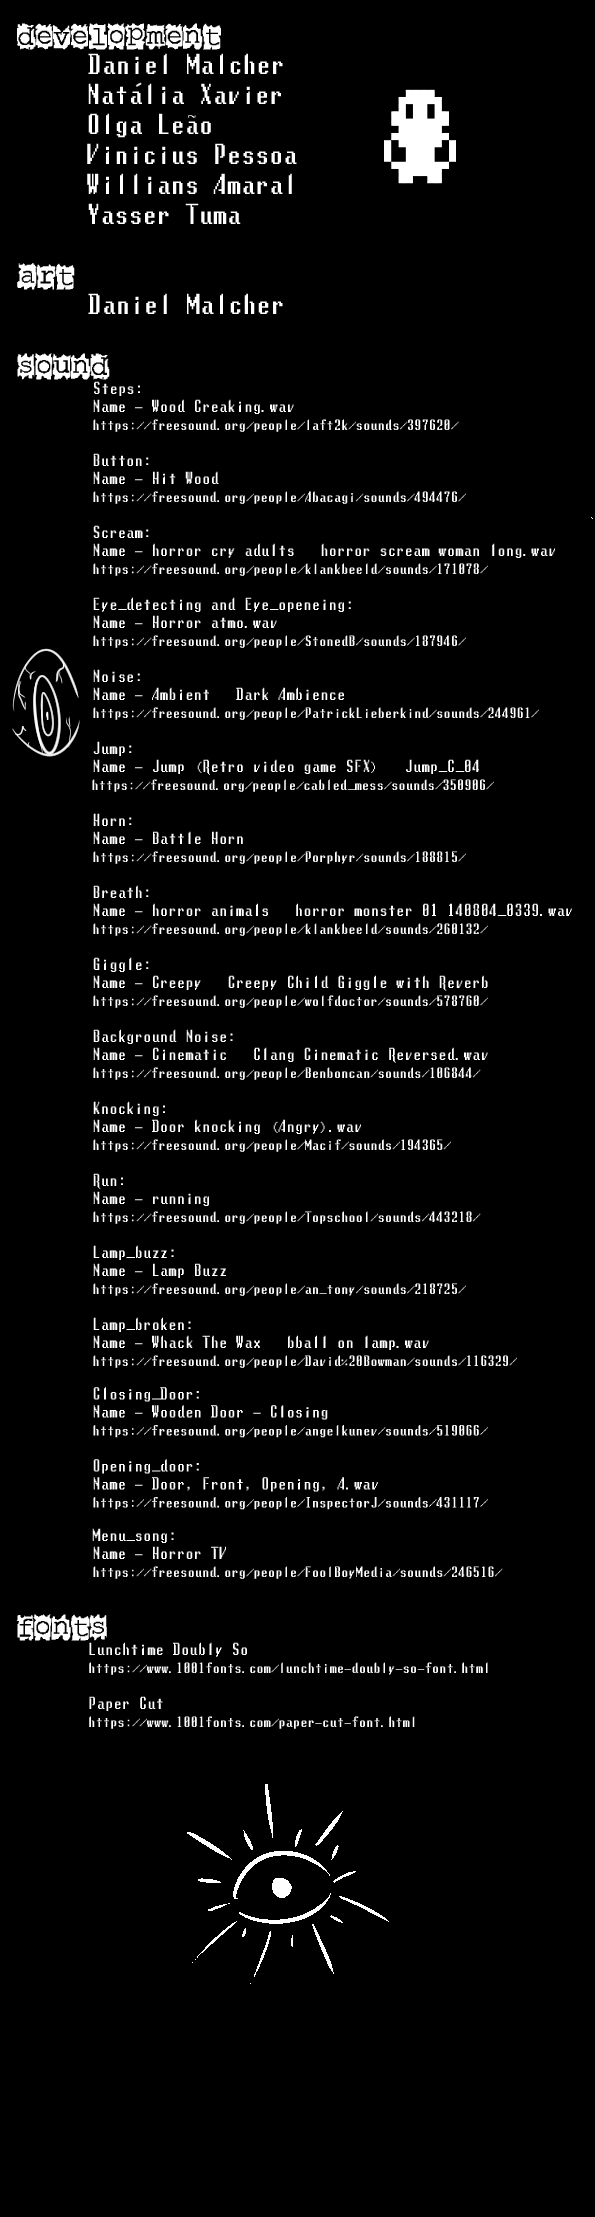 development
Daniel Malcher
Natália Xavier
Olga Leão
Vinicius Pessoa
Willians Amaral
Yasser Tuma
art
Daniel Malcher
sound
Steps:
Name - Wood Creaking.wav
https://freesound.org/people/laft2k/sounds/397620/
Button:
Name - Hit Wood
https://freesound.org/people/Abacagi/sounds/494476/
Scream:
Name - horror cry adults  horror scream woman long.wav
https://freesound.org/people/klankbeeld/sounds/171078/
Eye_detecting and Eye_openeing:
Name - Horror atmo.wav
https://freesound.org/people/StonedB/sounds/187946/
Noise:
Name - Ambient  Dark Ambience
https://freesound.org/people/PatrickLieberkind/sounds/244961/
Jump:
Name - Jump (Retro video game SFX)  Jump_C_04
https://freesound.org/people/cabled_mess/sounds/350906/
Horn:
Name - Battle Horn
https://freesound.org/people/Porphyr/sounds/188815/
Breath:
Name - horror animals  horror monster 01 140804_0339.wav
https://freesound.org/people/klankbeeld/sounds/260132/
Giggle:
Name - Creepy  Creepy Child Giggle with Reverb
https://freesound.org/people/wolfdoctor/sounds/578760/
Background Noise:
Name - Cinematic  Clang Cinematic Reversed.wav
https://freesound.org/people/Benboncan/sounds/106844/
Knocking:
Name - Door knocking (Angry).wav
https://freesound.org/people/Macif/sounds/194365/
Run:
Name - running
https://freesound.org/people/Topschool/sounds/443218/
Lamp_buzz:
Name - Lamp Buzz
https://freesound.org/people/an_tony/sounds/218725/
Lamp_broken:
Name - Whack The Wax  bball on lamp.wav
https://freesound.org/people/David%20Bowman/sounds/116329/
Closing_Door:
Name - Wooden Door - Closing
https://freesound.org/people/angelkunev/sounds/519066/
Opening_door:
Name - Door, Front, Opening, A.wav
https://freesound.org/people/InspectorJ/sounds/431117/
Menu_song:
Name - Horror TV
https://freesound.org/people/FoolBoyMedia/sounds/246516/
fonts
Lunchtime Doubly So
https://www.1001fonts.com/lunchtime-doubly-so-font.html
Paper Cut
https://www.1001fonts.com/paper-cut-font.html